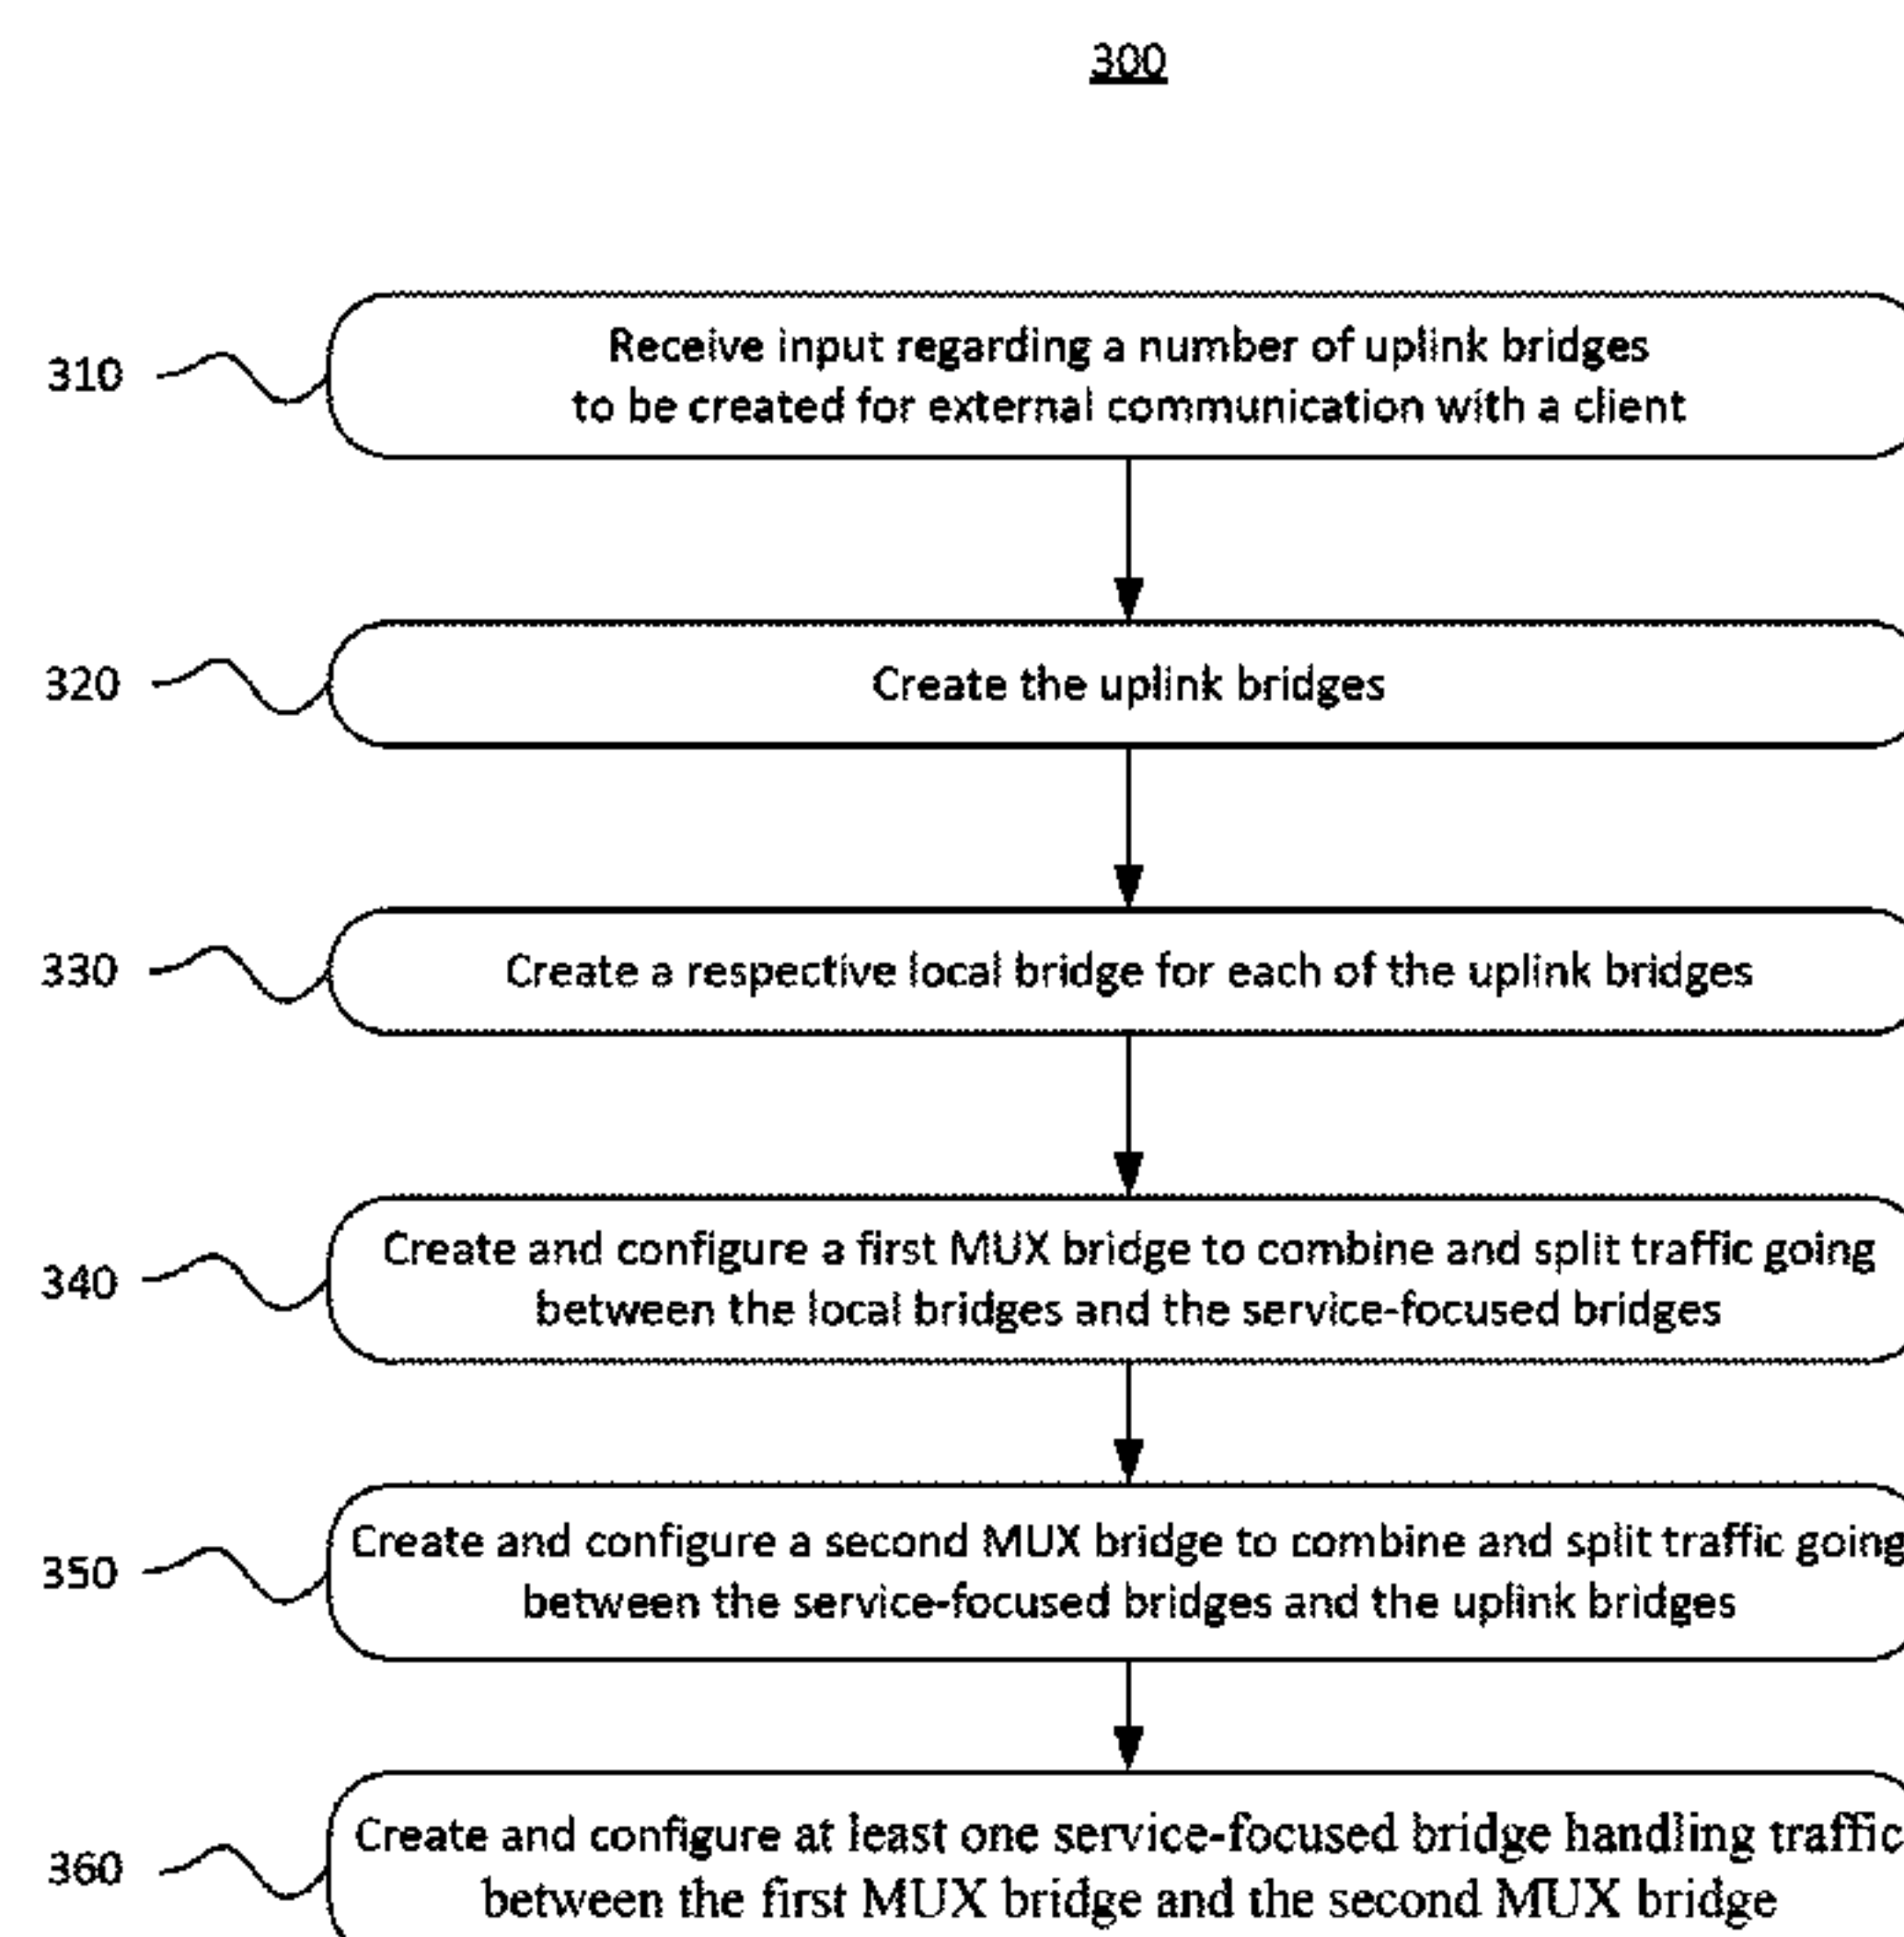 300
310
Receive input regarding a number of uplink bridges
to be created for external communication with a client
320
Create the uplink bridges
330
Create a respective local bridge for each of the uplink bridges
340
Create and configure a first MUX bridge to combine and split traffic going
between the local bridges and the service-focused bridges
350
Create and configure a second MUX bridge to combine and split traffic going
between the service-focused bridges and the uplink bridges
360
Create and configure at least one service-focused bridge handling traffic
between the first MUX bridge and the second MUX bridge